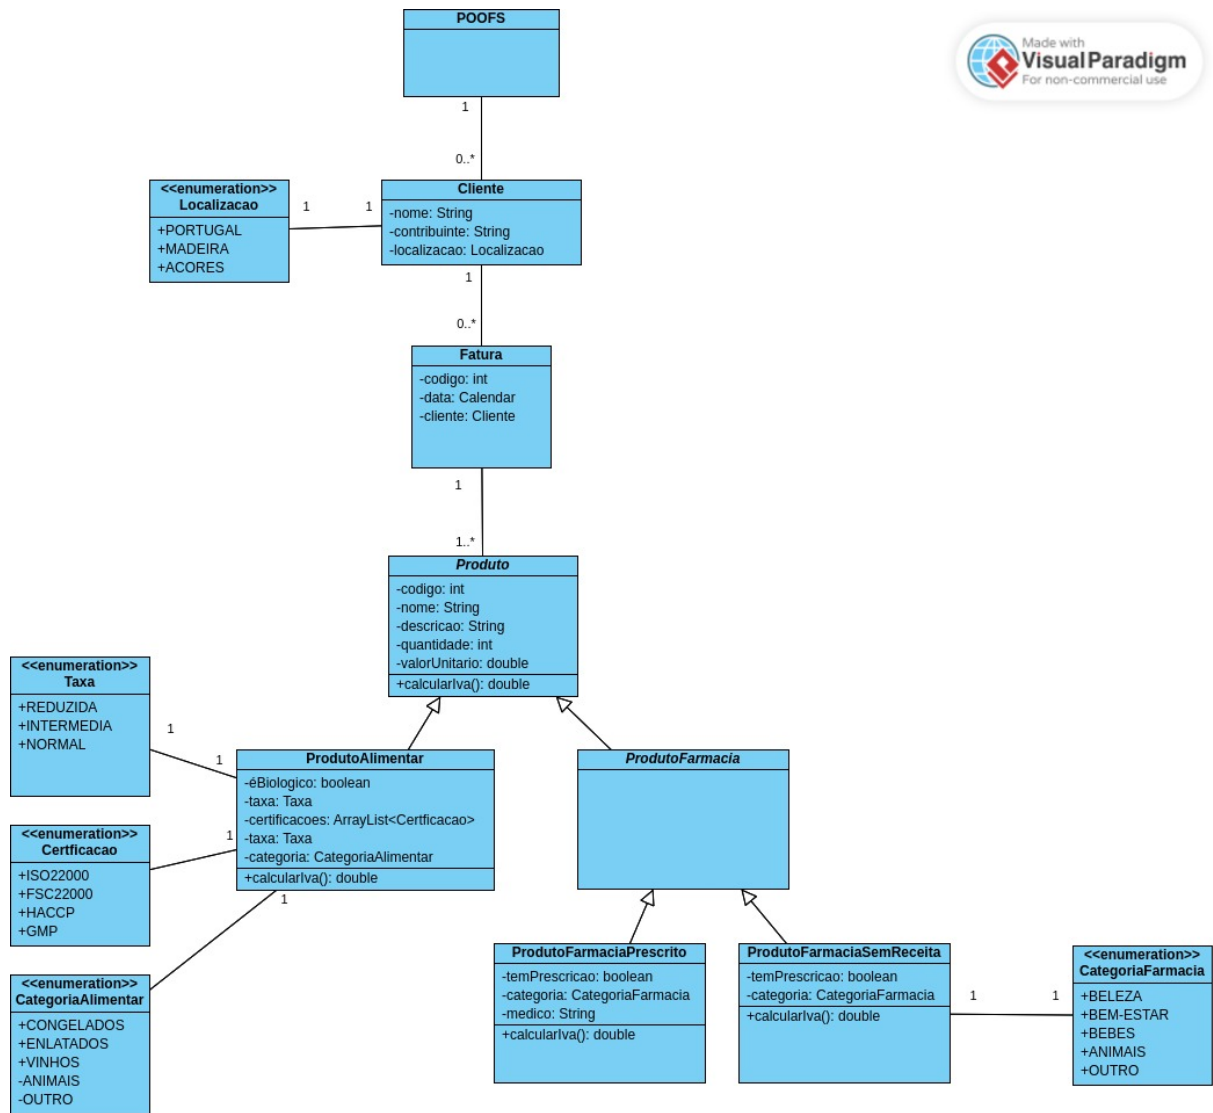 POOFS
Made with
VisualParadigm
For non-commercial use
1
0..*
<<enumeration>>
Localizacao
+PORTUGAL
+MADEIRA
+ACORES
1
1
Cliente
-nome: String
-contribuinte: String
-localizacao: Localizacao
1
0..*
Fatura
-codigo: int
-data: Calendar
-cliente: Cliente
1
1..*
Produto
-codigo: int
-nome: String
-descricao: String
-quantidade: int
-valorUnitario: double
+calcularIva(): double
<<enumeration>>
Taxa
+REDUZIDA
+INTERMEDIA
+NORMAL
1
1
ProdutoAlimentar
-éBiologico: boolean
-taxa: Taxa
-certificacoes: ArrayList<Certficacao>
-taxa: Taxa
-categoria: CategoriaAlimentar
+calcularIva(): double
ProdutoFarmacia
<<enumeration>>
Certficacao
+ISO22000
+FSC22000
+HACCP
+GMP
1
1
<<enumeration>>
CategoriaAlimentar
+CONGELADOS
+ENLATADOS
+VINHOS
-ANIMAIS
-OUTRO
ProdutoFarmaciaPrescrito
-temPrescricao: boolean
-categoria: CategoriaFarmacia
-medico: String
+calcularIva(): double
ProdutoFarmaciaSemReceita
-temPrescricao: boolean
-categoria: CategoriaFarmacia
+calcularIva(): double
1
1
<<enumeration>>
CategoriaFarmacia
+BELEZA
+BEM-ESTAR
+BEBES
+ANIMAIS
+OUTRO